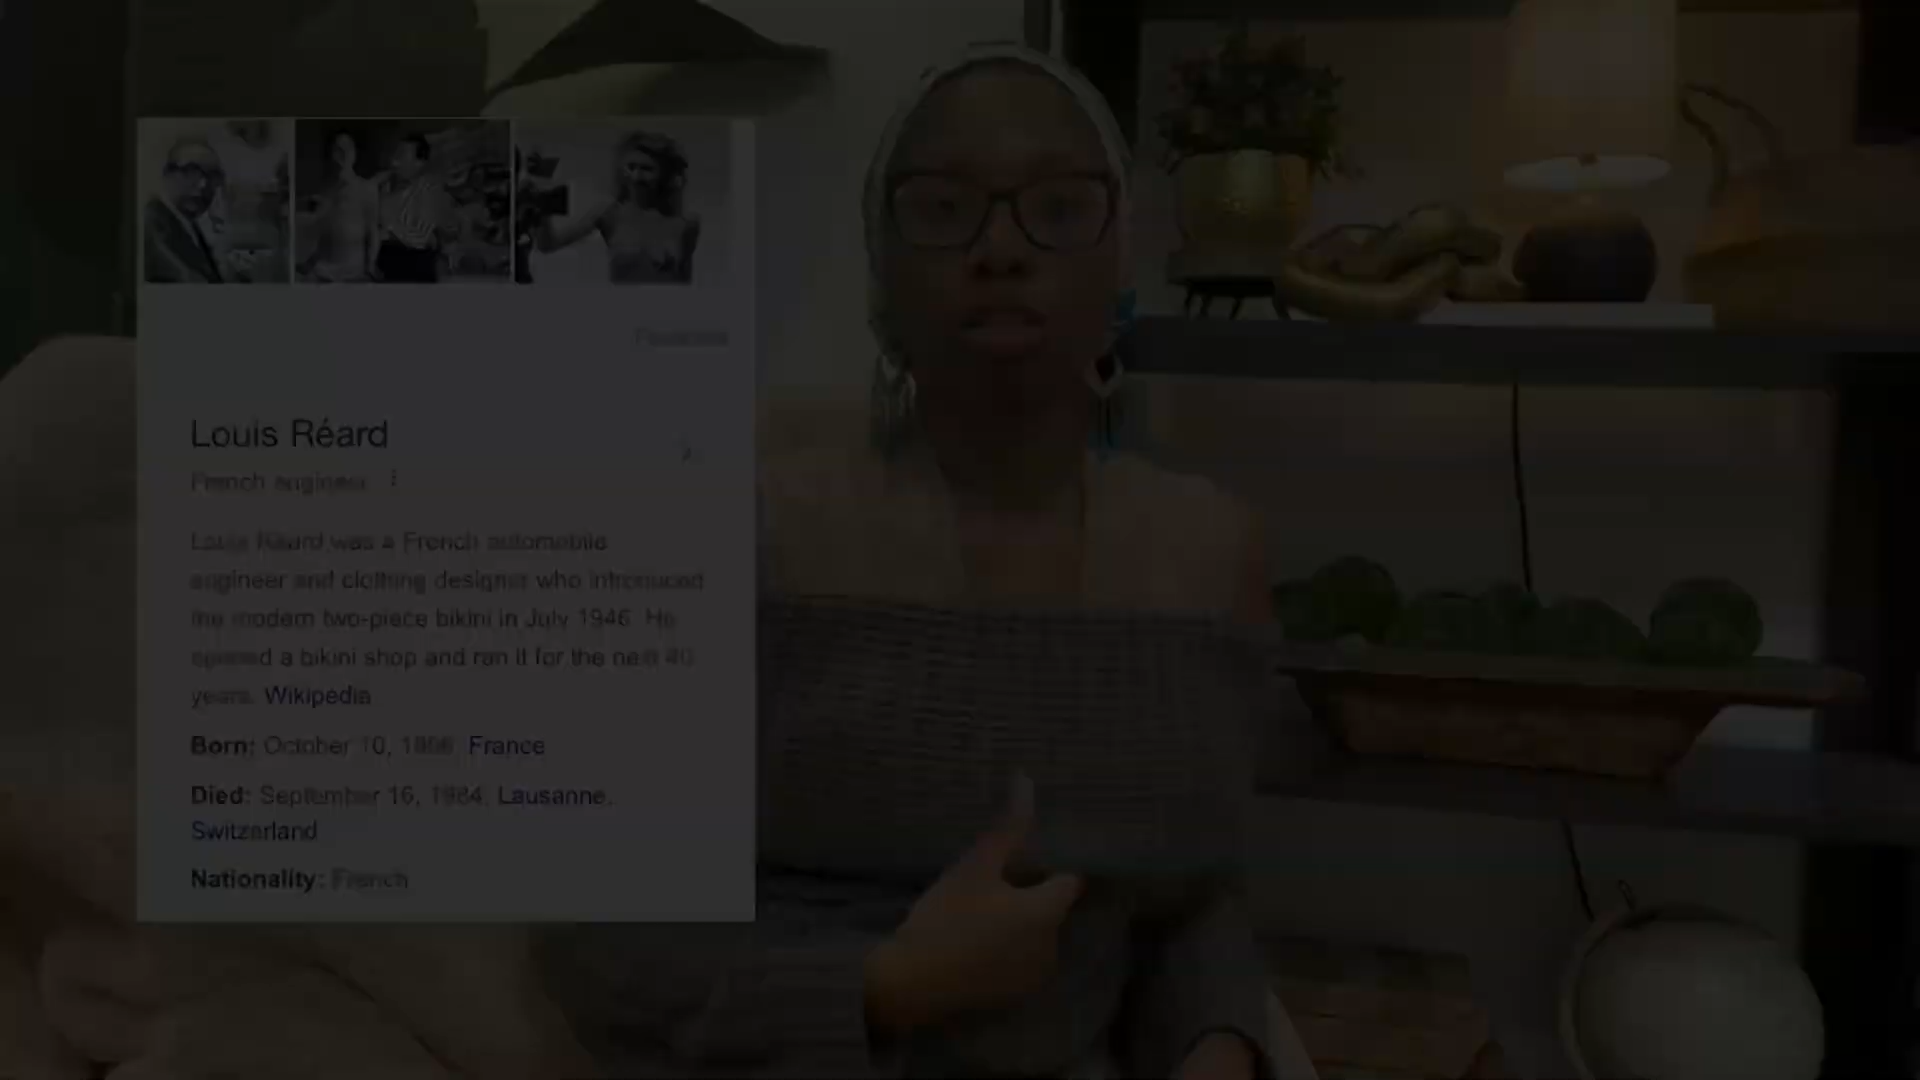 Louis Réard
French engineer
Louis Réard was a French automobile
engineer and clothing designer who introduced
the modern two-piece bikini in July 1946. He
opened a bikini shop and ran it for the next 40
years. Wikipedia
Born: October 10, France
Died: September 16, 1984, Lausanne,
Switzerland
Nationality: French